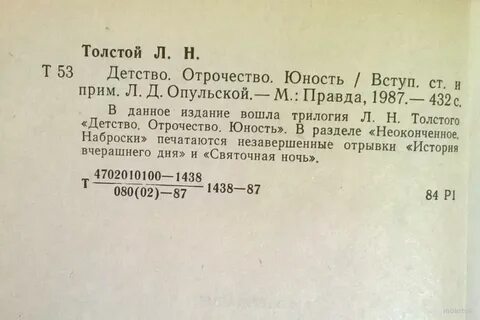 Толстой Л. Н.
Т 53 Детство. Отрочество. Юность / Вступ. ст. и
прим. Л. Д. Опульской.— М.: Правда, 1987.— 432 с.
В данное издание вошла трилогия Л. Н. Толстого
«Детство, Отрочество, Юность». В разделе «Неоконченное.
Наброски» печатаются незавершенные отрывки «История
вчерашнего дня» и «Святочная ночь».
4702010100—1438
Т 1438—87
080(02)—87
84 Р1